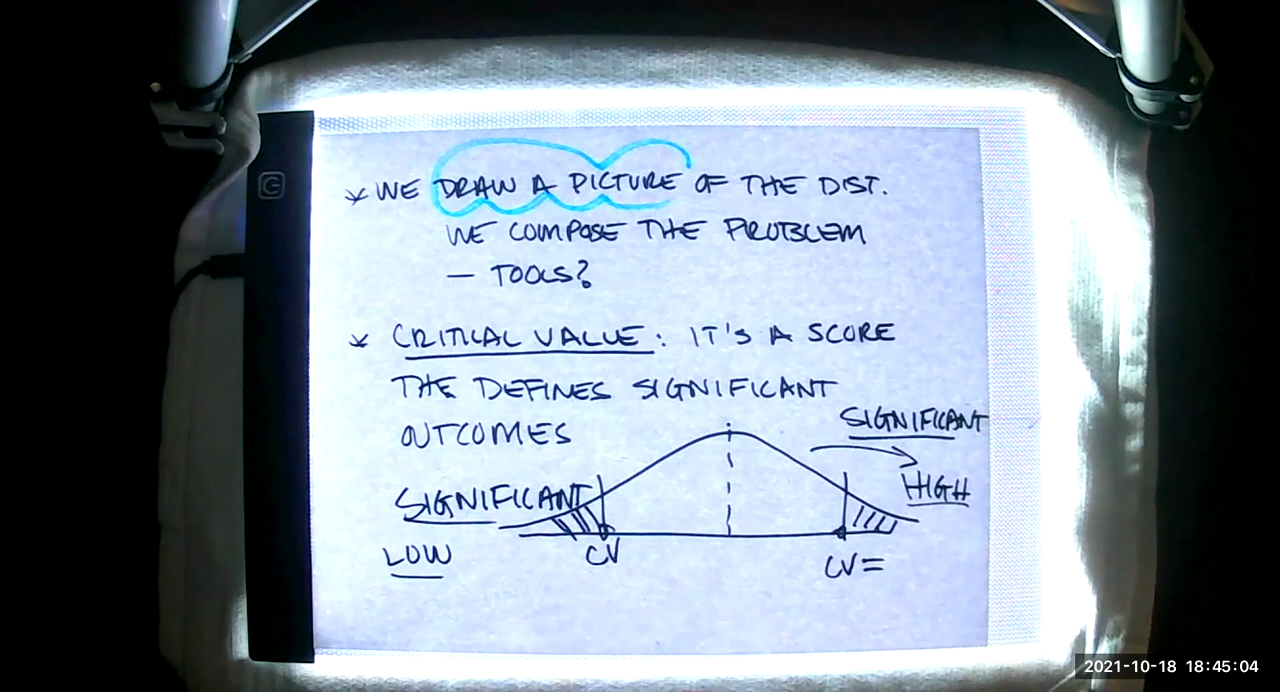 * WE DRAW A PICTURE OF THE DIST.
WE COMPOSE THE PROBLEM
— TOOLS?
* CRITICAL VALUE: IT'S A SCORE
THE DEFINES SIGNIFICANT
OUTCOMES
SIGNIFICANT
HIGH
SIGNIFICANT
LOW
CV
CV=
2021-10-18 18:45:04